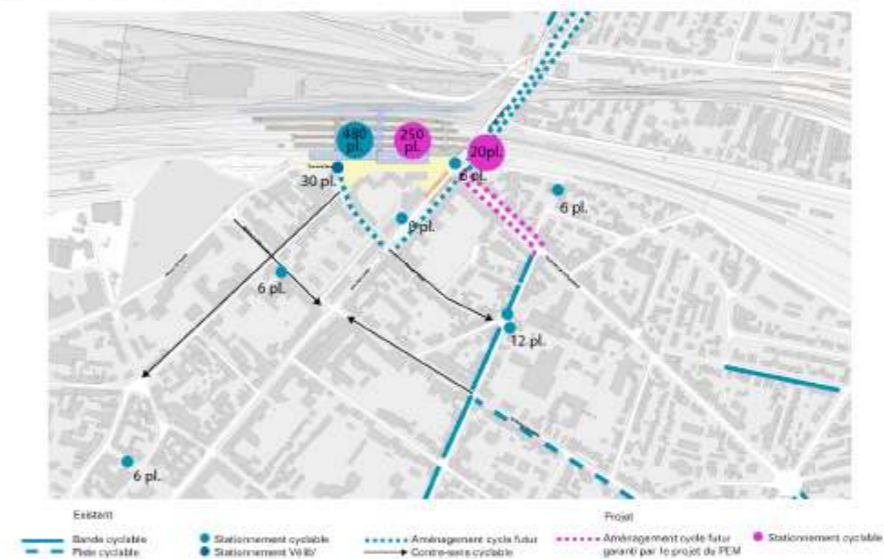 480
pl.
250
pl.
20pl.
30 pl.
6 pl.
6 pl.
6 pl.
12 pl.
6 pl.
Existant
Projet
Bande cyclable
Piste cyclable
Stationnement cyclable
Stationnement Vélib'
Aménagement cycle futur
Contre-sens cyclable
Aménagement cycle futur
garanti par le projet du PEM
Stationnement cyclable